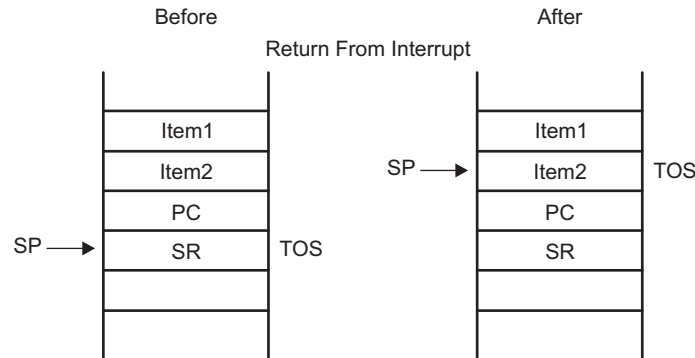 Before
After
Return From Interrupt
Item1
Item2
PC
SP
SR
TOS
Item1
SP
Item2
TOS
PC
SR